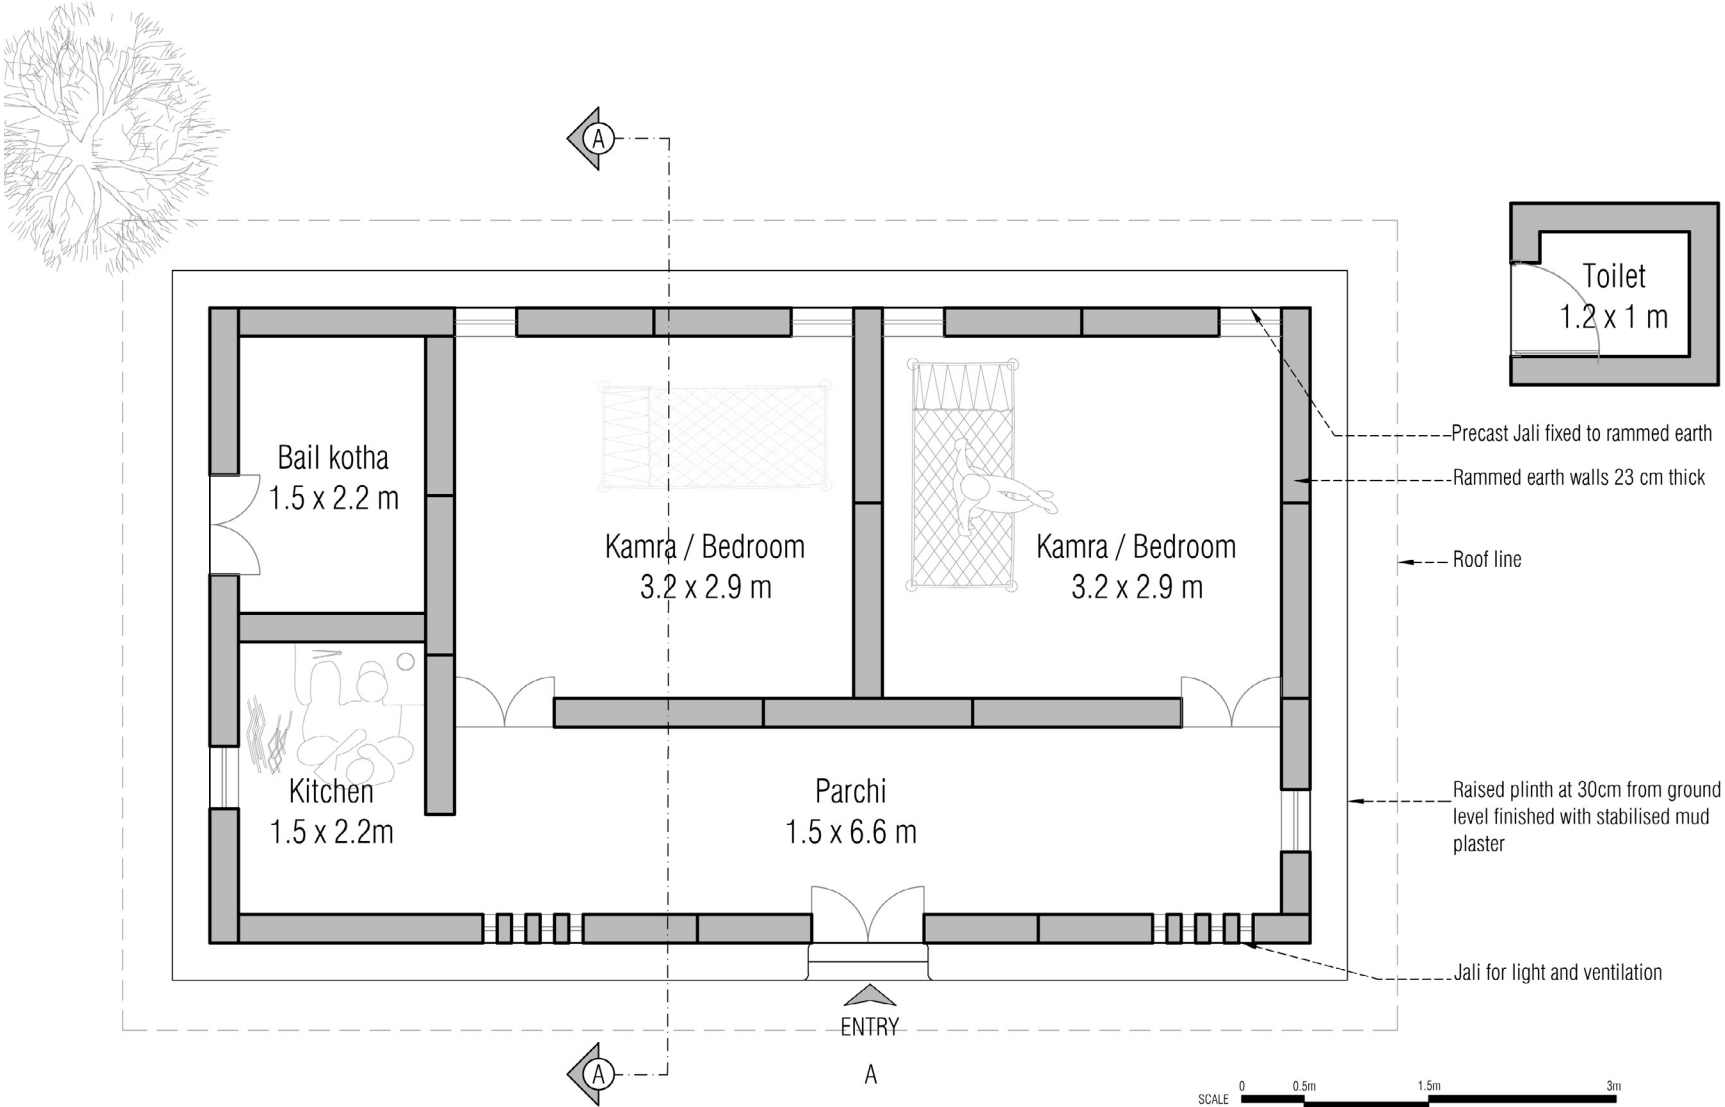 A
Toilet
1.2 x 1 m
Precast Jali fixed to rammed earth
Bail kotha
1.5 x 2.2 m
Rammed earth walls 23 cm thick
Kamra / Bedroom
3.2 x 2.9 m
Kamra / Bedroom
3.2 x 2.9 m
Roof line
Kitchen
1.5 x 2.2m
Parchi
1.5 x 6.6 m
Raised plinth at 30cm from ground
level finished with stabilised mud
plaster
Jali for light and ventilation
ENTRY
A
A
SCALE 0 0.5m 1.5m 3m